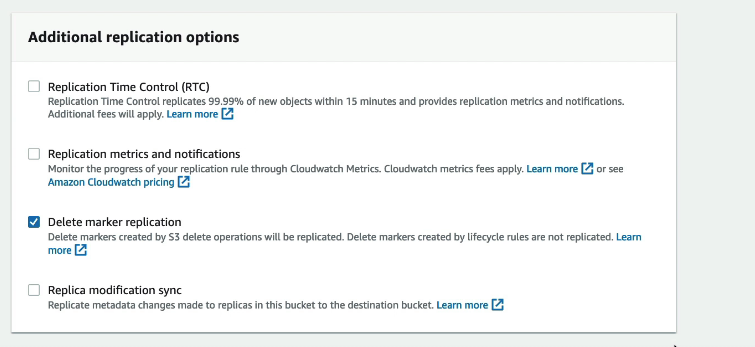 Additional replication options
Replication Time Control (RTC)
Replication Time Control replicates 99.99% of new objects within 15 minutes and provides replication metrics and notifications.
Additional fees will apply. Learn more
Replication metrics and notifications
Monitor the progress of your replication rule through Cloudwatch Metrics. Cloudwatch metrics fees apply. Learn more or see
Amazon Cloudwatch pricing
Delete marker replication
Delete markers created by S3 delete operations will be replicated. Delete markers created by lifecycle rules are not replicated. Learn
more
Replica modification sync
Replicate metadata changes made to replicas in this bucket to the destination bucket. Learn more